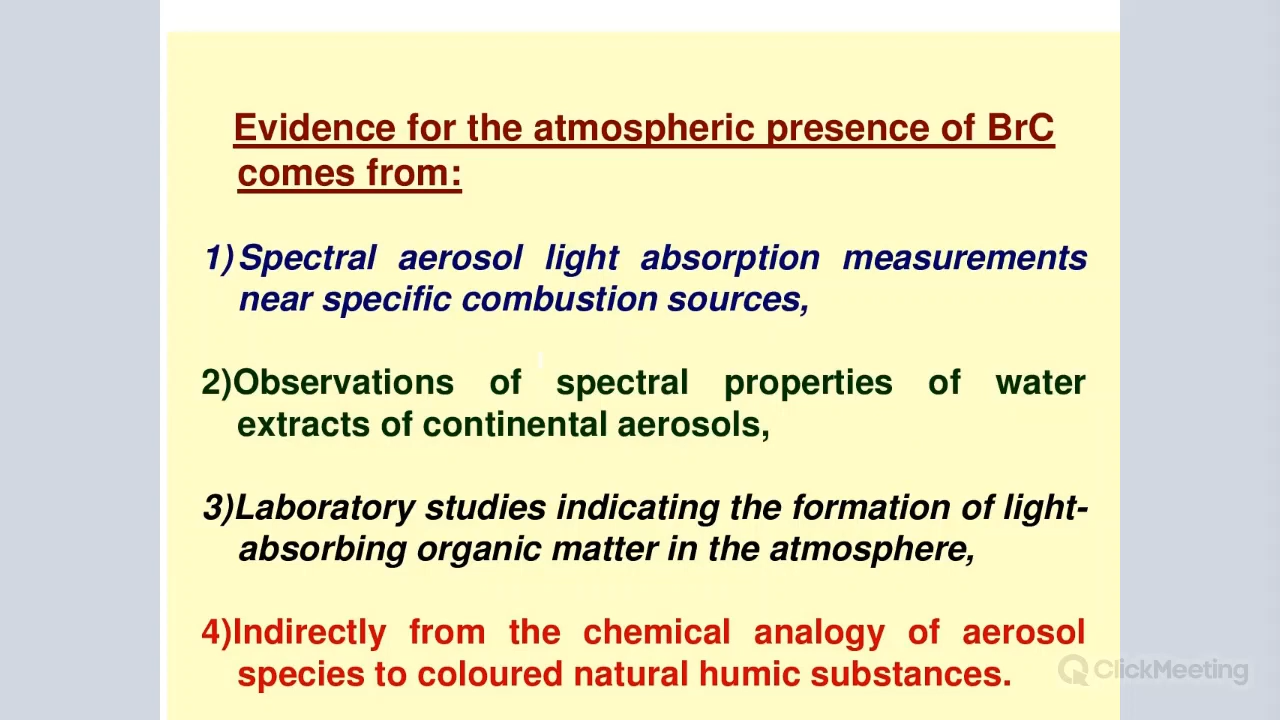 Evidence for the atmospheric presence of BrC
comes from:
1)Spectral aerosol light absorption measurements
near specific combustion sources,
2)Observations of spectral properties of water
extracts of continental aerosols,
3)Laboratory studies indicating the formation of light-
absorbing organic matter in the atmosphere,
4)Indirectly from the chemical analogy of aerosol
species to coloured natural humic substances.
ClickMeeting